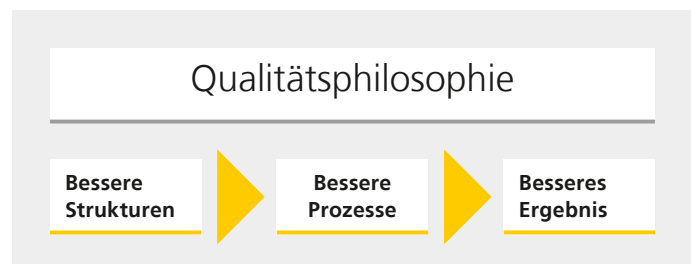 Qualitätsphilosophie
Bessere
Strukturen
Bessere
Prozesse
Besseres
Ergebnis